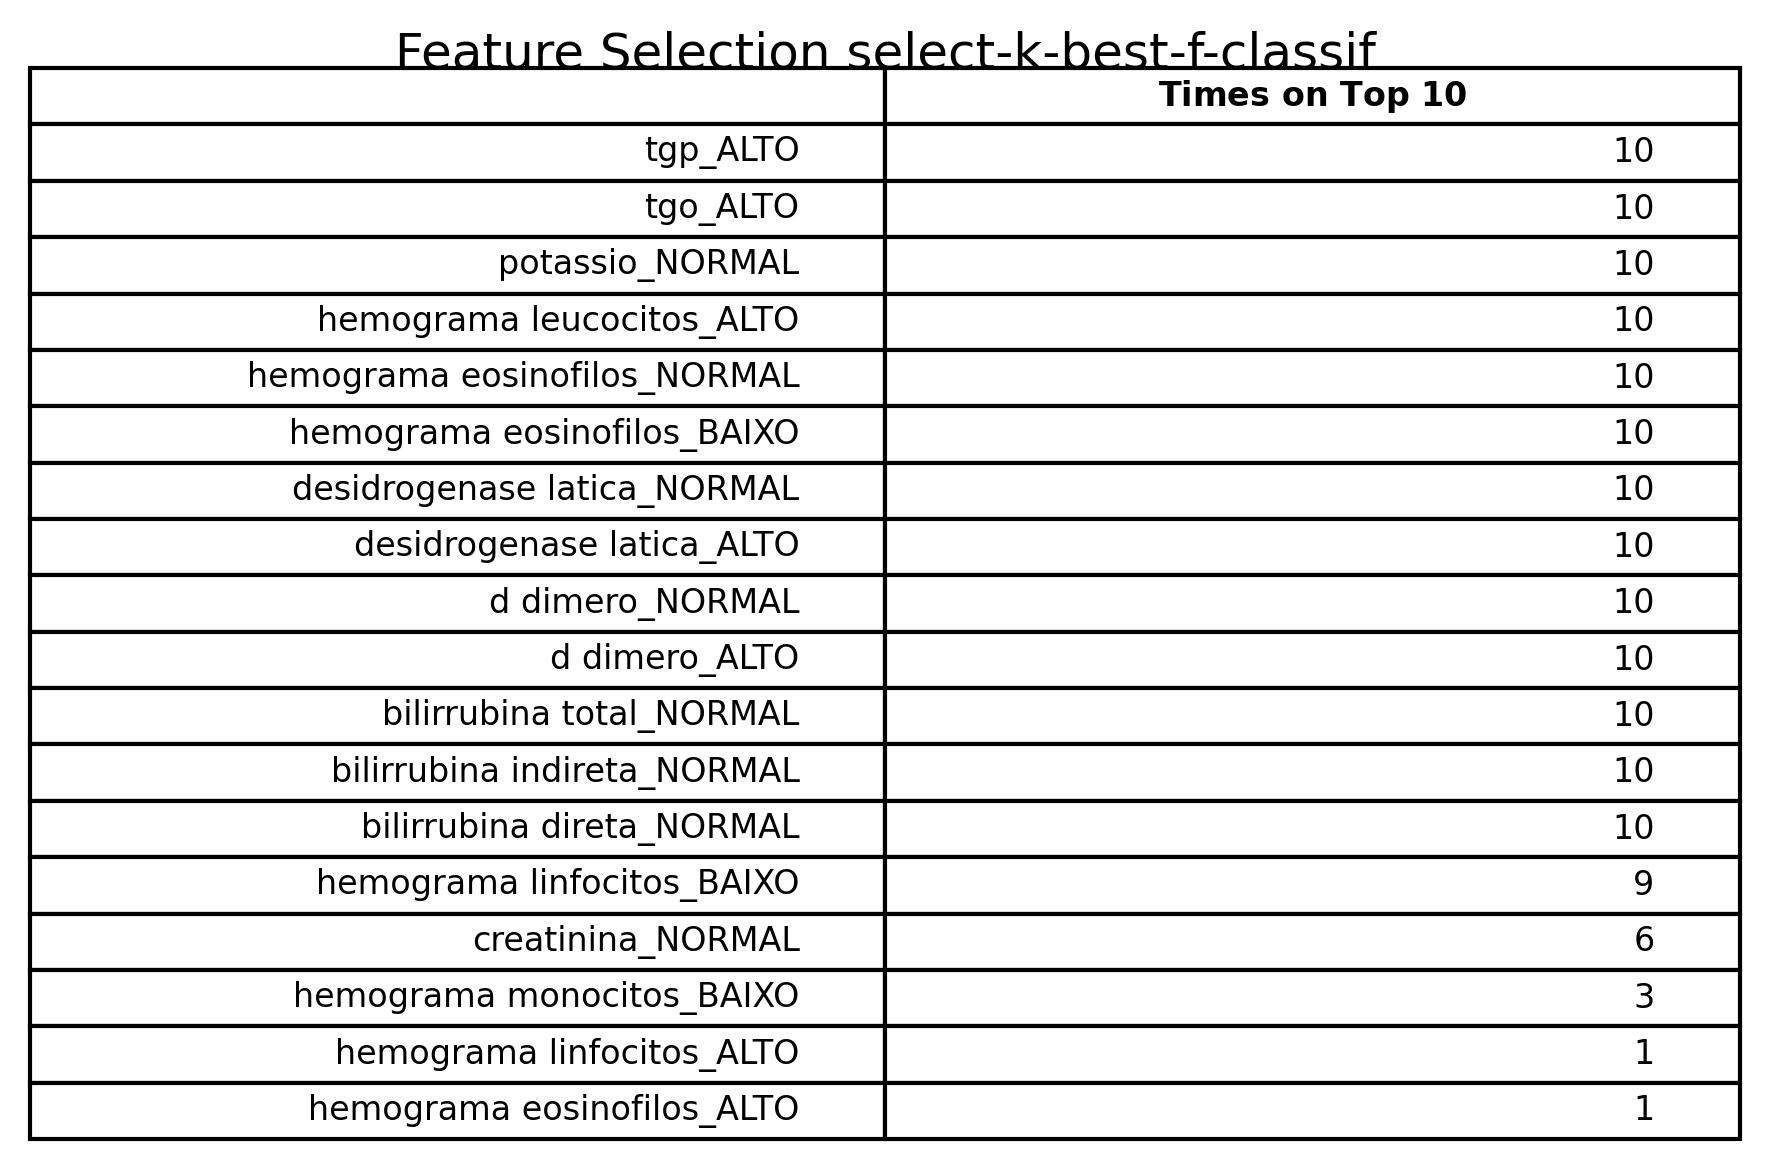 Feature Selection select-k-best-f-classif
Times on Top 10
tgp_ALTO 10
tgo_ALTO 10
potassio_NORMAL 10
hemograma leucocitos_ALTO 10
hemograma eosinofilos_NORMAL 10
hemograma eosinofilos_BAIXO 10
desidrogenase latica_NORMAL 10
desidrogenase latica_ALTO 10
d dimero_NORMAL 10
d dimero_ALTO 10
bilirrubina total_NORMAL 10
bilirrubina indireta_NORMAL 10
bilirrubina direta_NORMAL 10
hemograma linfocitos_BAIXO 9
creatinina_NORMAL 6
hemograma monocitos_BAIXO 3
hemograma linfocitos_ALTO 1
hemograma eosinofilos_ALTO 1